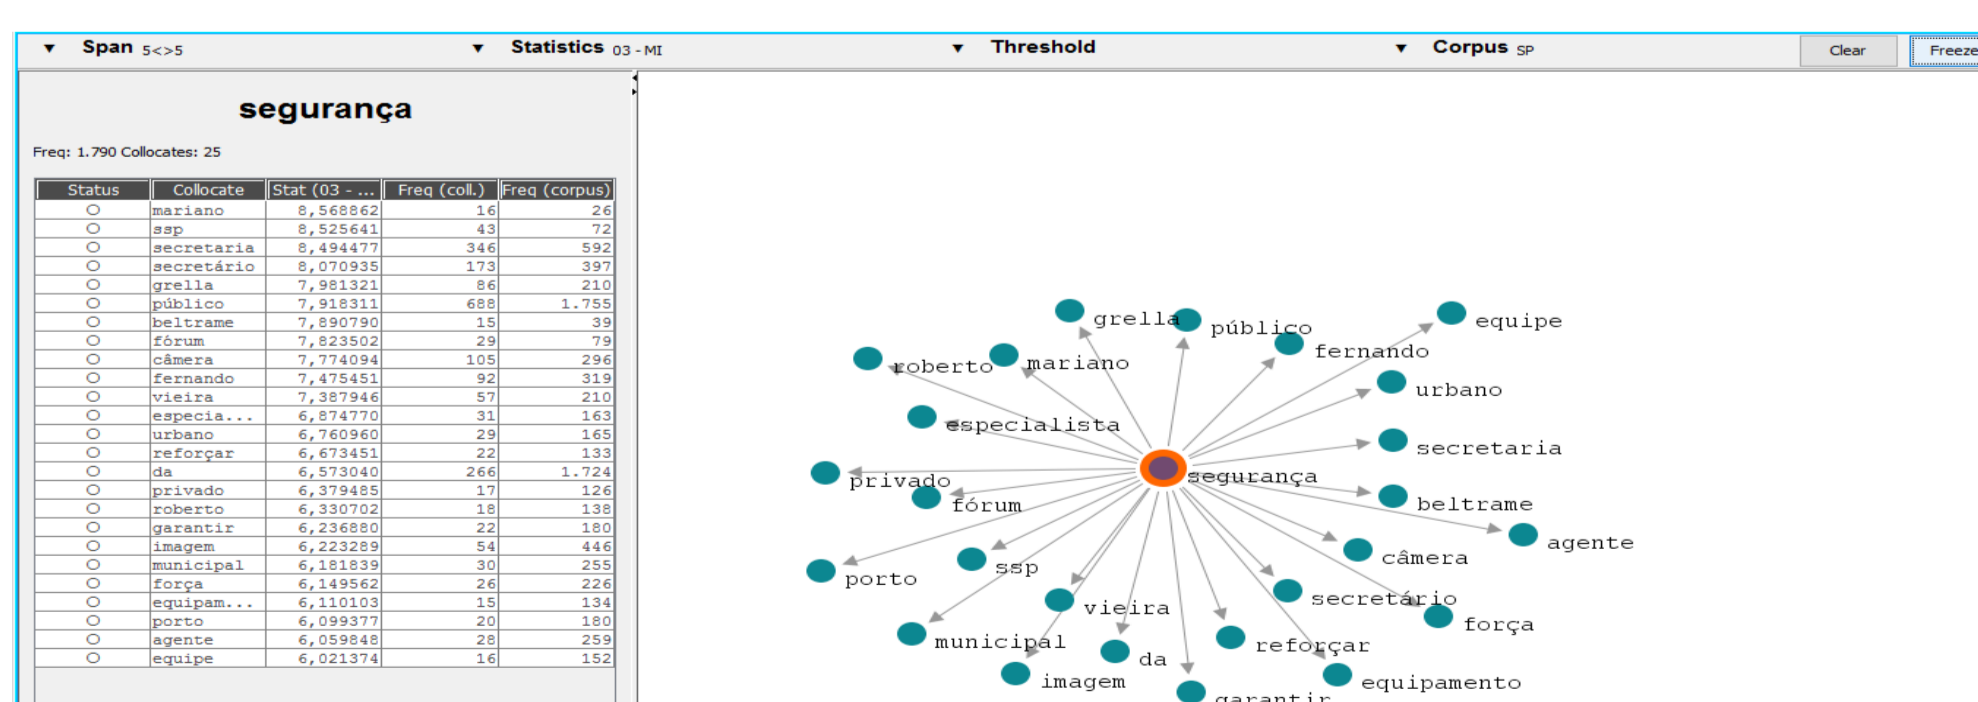 ▼ Span 5<>5 ▼ Statistics 03 - MI ▼ Threshold ▼ Corpus SP Clear Freeze
segurança
Freq: 1.790 Collocates: 25
Status Collocate Stat (03 - ... Freq (coll.) Freq (corpus)
mariano 8,568862 16 26
ssp 8,525641 43 72
secretaria 8,494477 346 592
secretário 8,070935 173 397
grella 7,981321 86 210
público 7,918311 688 1.755
beltrame 7,890790 15 39
fórum 7,823502 29 79
câmera 7,774094 105 296
fernando 7,475451 92 319
vieira 7,387946 57 210
especia... 6,874770 31 163
urbano 6,760960 29 165
reforçar 6,673451 22 133
da 6,573040 266 1.724
privado 6,379485 17 126
roberto 6,330702 18 138
garantir 6,236880 22 180
imagem 6,223289 54 446
municipal 6,181839 30 255
força 6,149562 26 226
equipam... 6,110103 15 134
porto 6,099377 20 180
agente 6,059848 28 259
equipe 6,021374 16 152
grella
público
equipe
fernando
roberto
mariano
urbano
especialista
secretaria
segurança
privado
fórum
beltrame
agente
câmera
ssp
porto
secretário
vieira
força
municipal
reforçar
da
imagem
equipamento
garantir